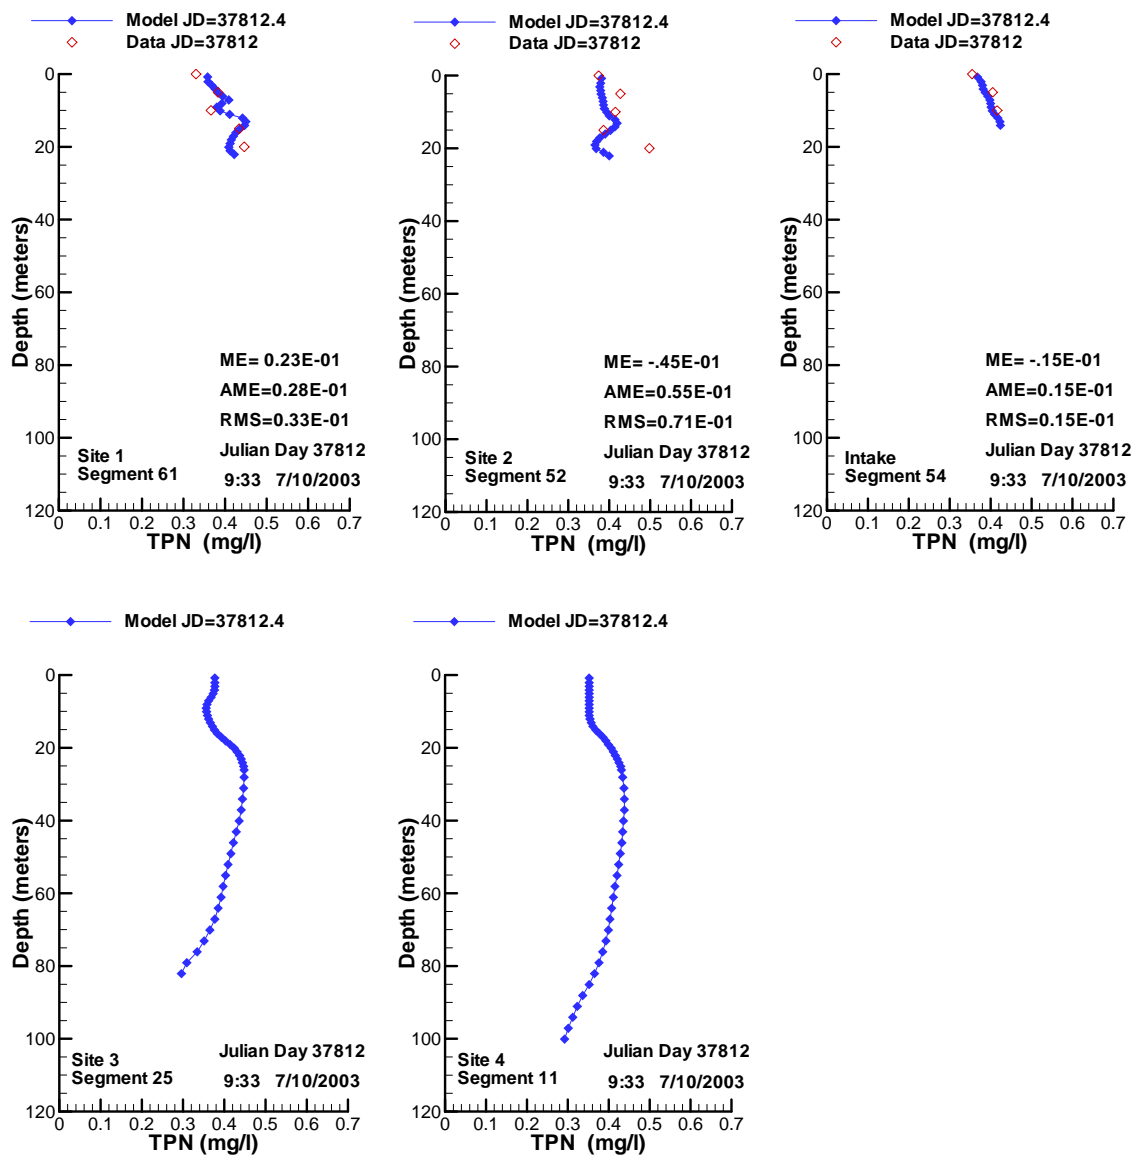 Model JD=37812.4
Data JD=37812
0
20
40
60
80
100
120
Depth (meters)
ME= 0.23E-01
AME=0.28E-01
RMS=0.33E-01
Julian Day 37812
Site 1
Segment 61
9:33 7/10/2003
0 0.1 0.2 0.3 0.4 0.5 0.6 0.7
TPN (mg/l)
Model JD=37812.4
Data JD=37812
0
20
40
60
80
100
120
Depth (meters)
ME= -.45E-01
AME=0.55E-01
RMS=0.71E-01
Julian Day 37812
Site 2
Segment 52
9:33 7/10/2003
0 0.1 0.2 0.3 0.4 0.5 0.6 0.7
TPN (mg/l)
Model JD=37812.4
Data JD=37812
0
20
40
60
80
100
120
Depth (meters)
ME= -.15E-01
AME=0.15E-01
RMS=0.15E-01
Julian Day 37812
Intake
Segment 54
9:33 7/10/2003
0 0.1 0.2 0.3 0.4 0.5 0.6 0.7
TPN (mg/l)
Model JD=37812.4
0
20
40
60
80
100
120
Depth (meters)
Julian Day 37812
Site 3
Segment 25
9:33 7/10/2003
0 0.1 0.2 0.3 0.4 0.5 0.6 0.7
TPN (mg/l)
Model JD=37812.4
0
20
40
60
80
100
120
Depth (meters)
Julian Day 37812
Site 4
Segment 11
9:33 7/10/2003
0 0.1 0.2 0.3 0.4 0.5 0.6 0.7
TPN (mg/l)